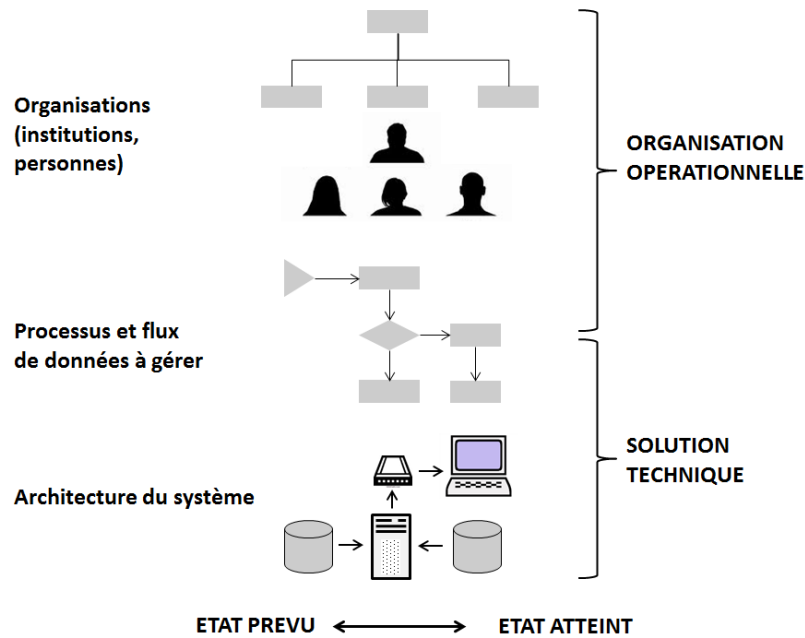 Organisations
(institutions,
personnes)
ORGANISATION
OPERATIONNELLE
Processus et flux
de données à gérer
SOLUTION
TECHNIQUE
Architecture du système
ETAT PREVU
ETAT ATTEINT